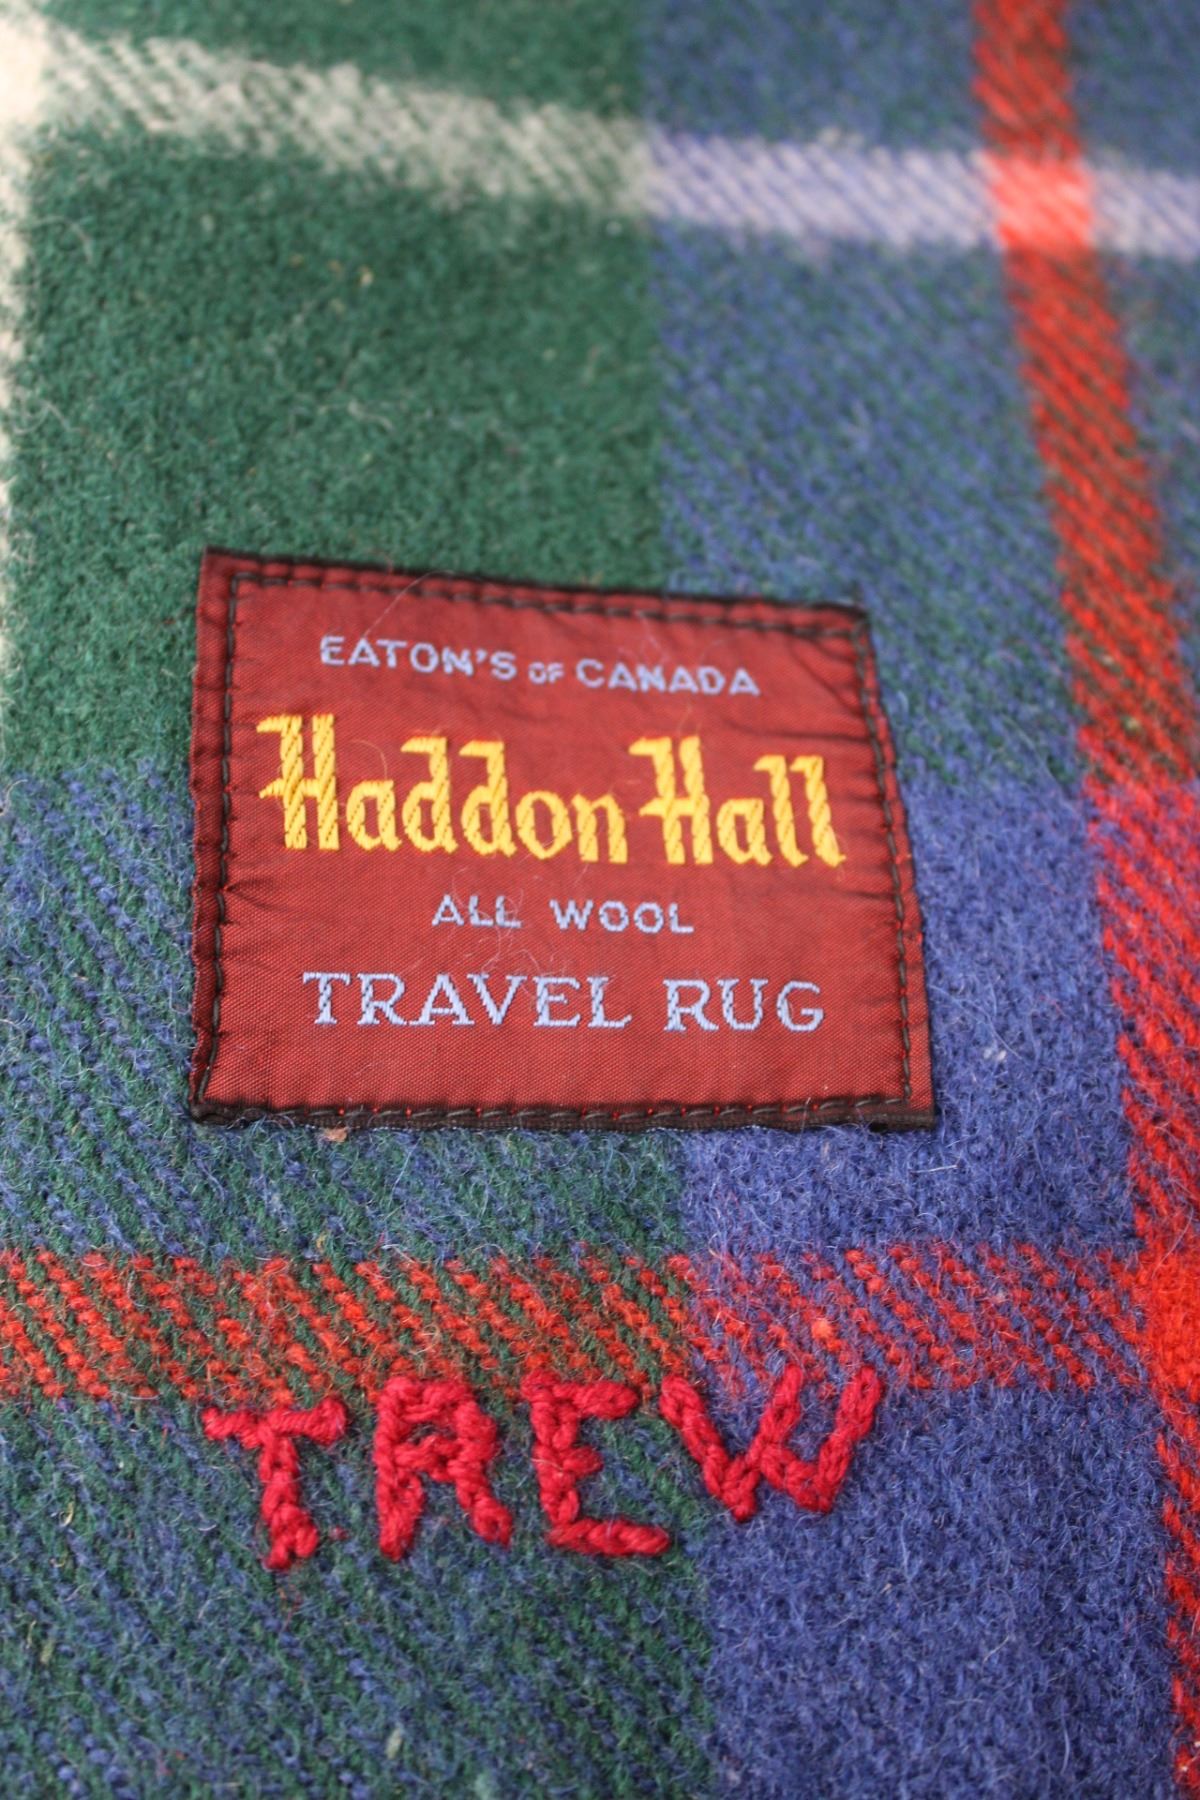 EATON'S OF CANADA
Haddon Hall
ALL WOOL
TRAVEL RUG
TREW